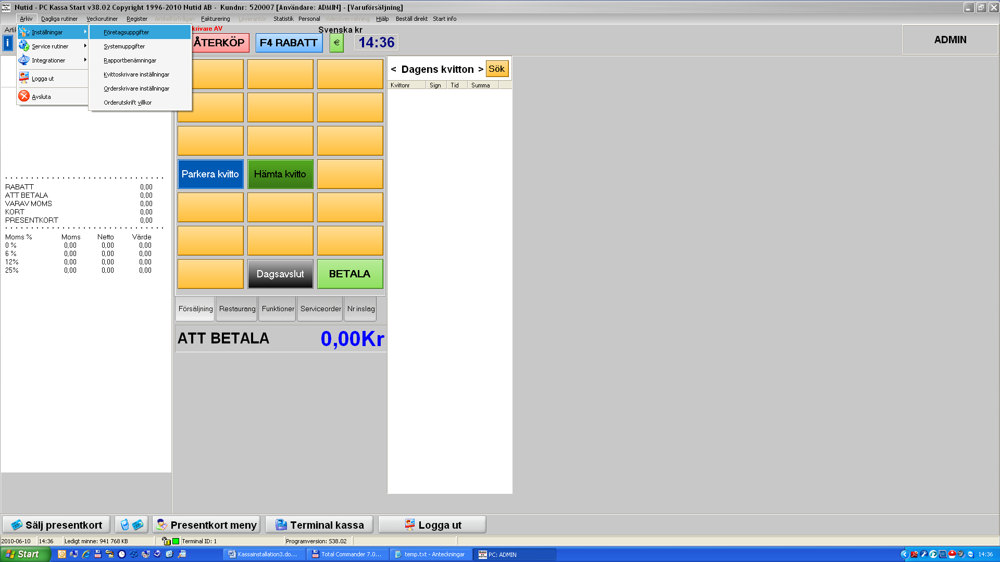 Nutid - PC Kassa Start v38.02 Copyright 1996-2010 Nutid AB - Kundnr: 520007 [Användare: ADMIN] - [Varuförsäljning]
Arkiv Dagliga rutiner Veckorutiner Register Artikelförfrågan Fakturering Leverantör Statistik Personal Videoövervakning Hjälp Beställ direkt Start info
Inställningar
Service rutiner
Integrationer
Logga ut
Avsluta
Företagsuppgifter
Systemuppgifter
Rapportbenämningar
Kvittoskrivare inställningar
Orderskrivare inställningar
Orderutskrift villkor
krivare AV
Svenska kr
ÅTERKÖP
F4 RABATT
€
14:36
ADMIN
< Dagens kvitton > Sök
Kvittonr Sign Tid Summa
Parkera kvitto
Hämta kvitto
Dagsavslut
BETALA
RABATT 0,00
ATT BETALA 0,00
VARAV MOMS 0,00
KORT 0,00
PRESENTKORT 0,00
Moms % Moms Netto Värde
0 % 0,00 0,00 0,00
6 % 0,00 0,00 0,00
12% 0,00 0,00 0,00
25% 0,00 0,00 0,00
Försäljning Restaurang Funktioner Serviceorder Nr inslag
ATT BETALA 0,00Kr
Sälj presentkort
Presentkort meny
Terminal kassa
Logga ut
2010-06-10 14:36 Ledigt minne: 941 768 KB Terminal ID: 1 Programversion: S38.02
Start Kassainstallation3.do... Total Commander 7.0... temp.txt - Anteckningar PC: ADMIN 14:36